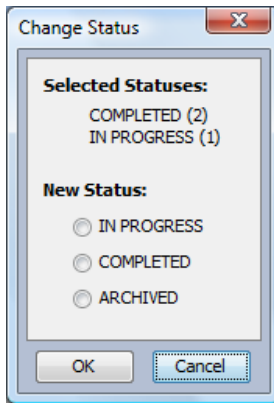 Change Status
Selected Statuses:
COMPLETED (2)
IN PROGRESS (1)
New Status:
IN PROGRESS
COMPLETED
ARCHIVED
OK Cancel